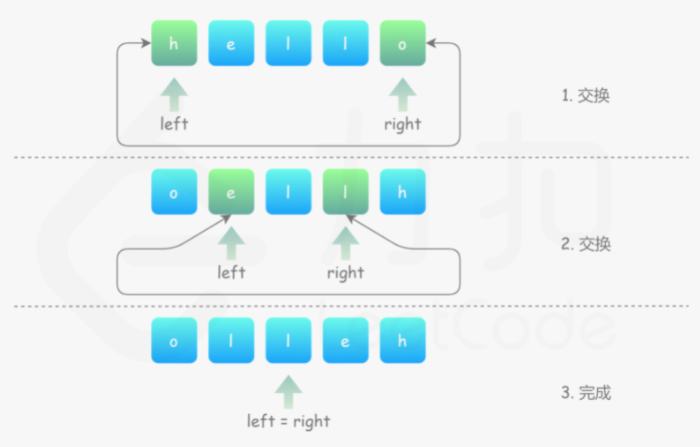 h e l l o
left right
1. 交换
o e l l h
left right
2. 交换
o l l e h
left = right
3. 完成
力扣
LeetCode